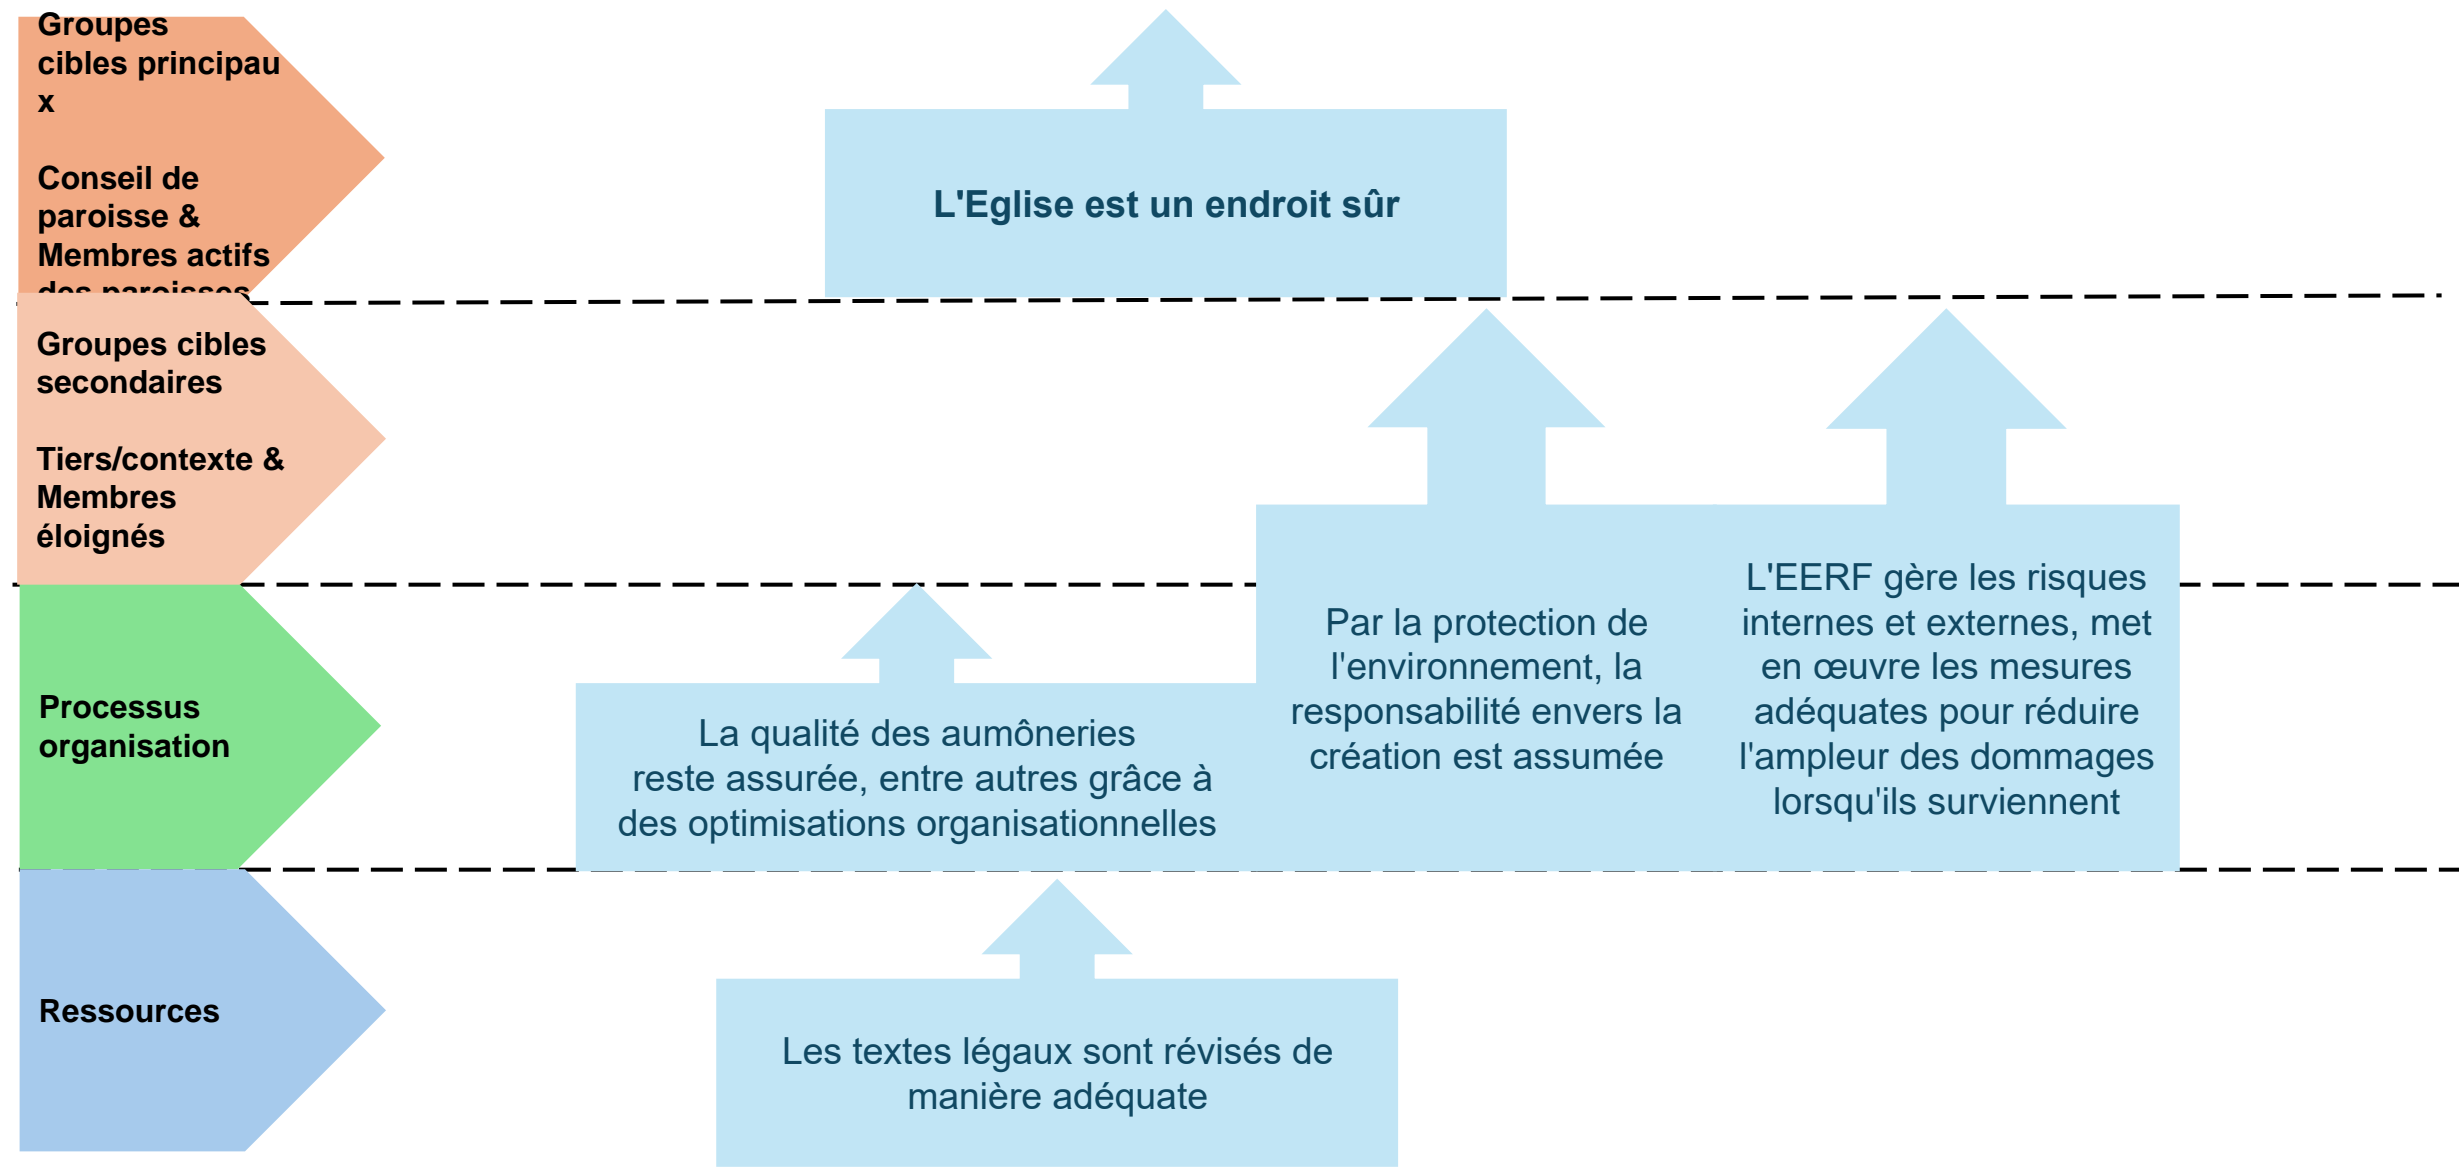 Groupes
cibles principau
x
Conseil de
paroisse &
Membres actifs
des paroisses
L'Eglise est un endroit sûr
Groupes cibles
secondaires
Tiers/contexte &
Membres
éloignés
Processus
organisation
La qualité des aumôneries
reste assurée, entre autres grâce à
des optimisations organisationnelles
Par la protection de
l'environnement, la
responsabilité envers la
création est assumée
L'EERF gère les risques
internes et externes, met
en œuvre les mesures
adéquates pour réduire
l'ampleur des dommages
lorsqu'ils surviennent
Ressources
Les textes légaux sont révisés de
manière adéquate